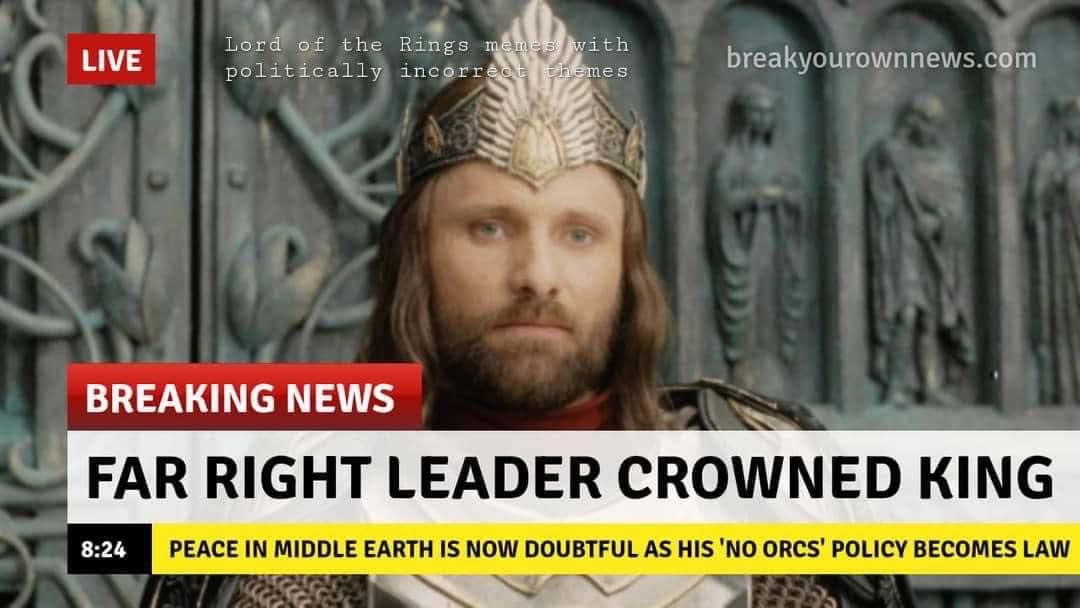 LIVE
Lord of the Rings memes with
politically incorrect themes
breakyourownnews.com
BREAKING NEWS
FAR RIGHT LEADER CROWNED KING
8:24
PEACE IN MIDDLE EARTH IS NOW DOUBTFUL AS HIS 'NO ORCS' POLICY BECOMES LAW